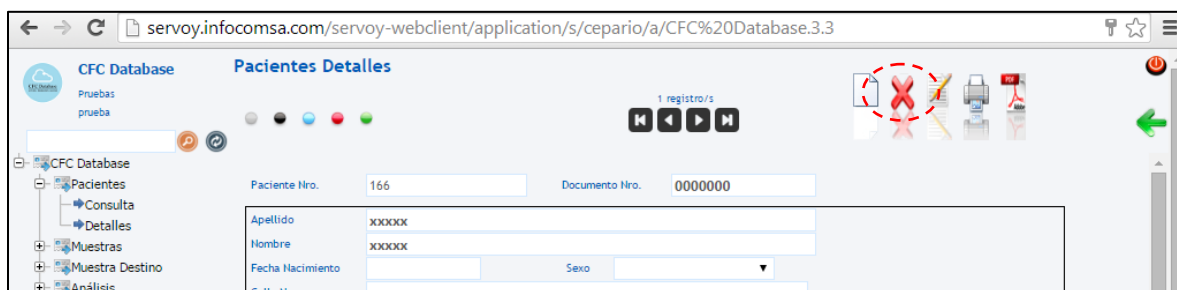 servoy.infocomsa.com/servoy-webclient/application/s/cepario/a/CFC%20Database.3.3
CFC Database
Pruebas
prueba
Pacientes Detalles
1 registro/s
PDF
CFC Database
Pacientes
Consulta
Detalles
Muestras
Muestra Destino
Análisis
Paciente Nro. 166 Documento Nro. 0000000
Apellido xxxxx
Nombre xxxxx
Fecha Nacimiento Sexo